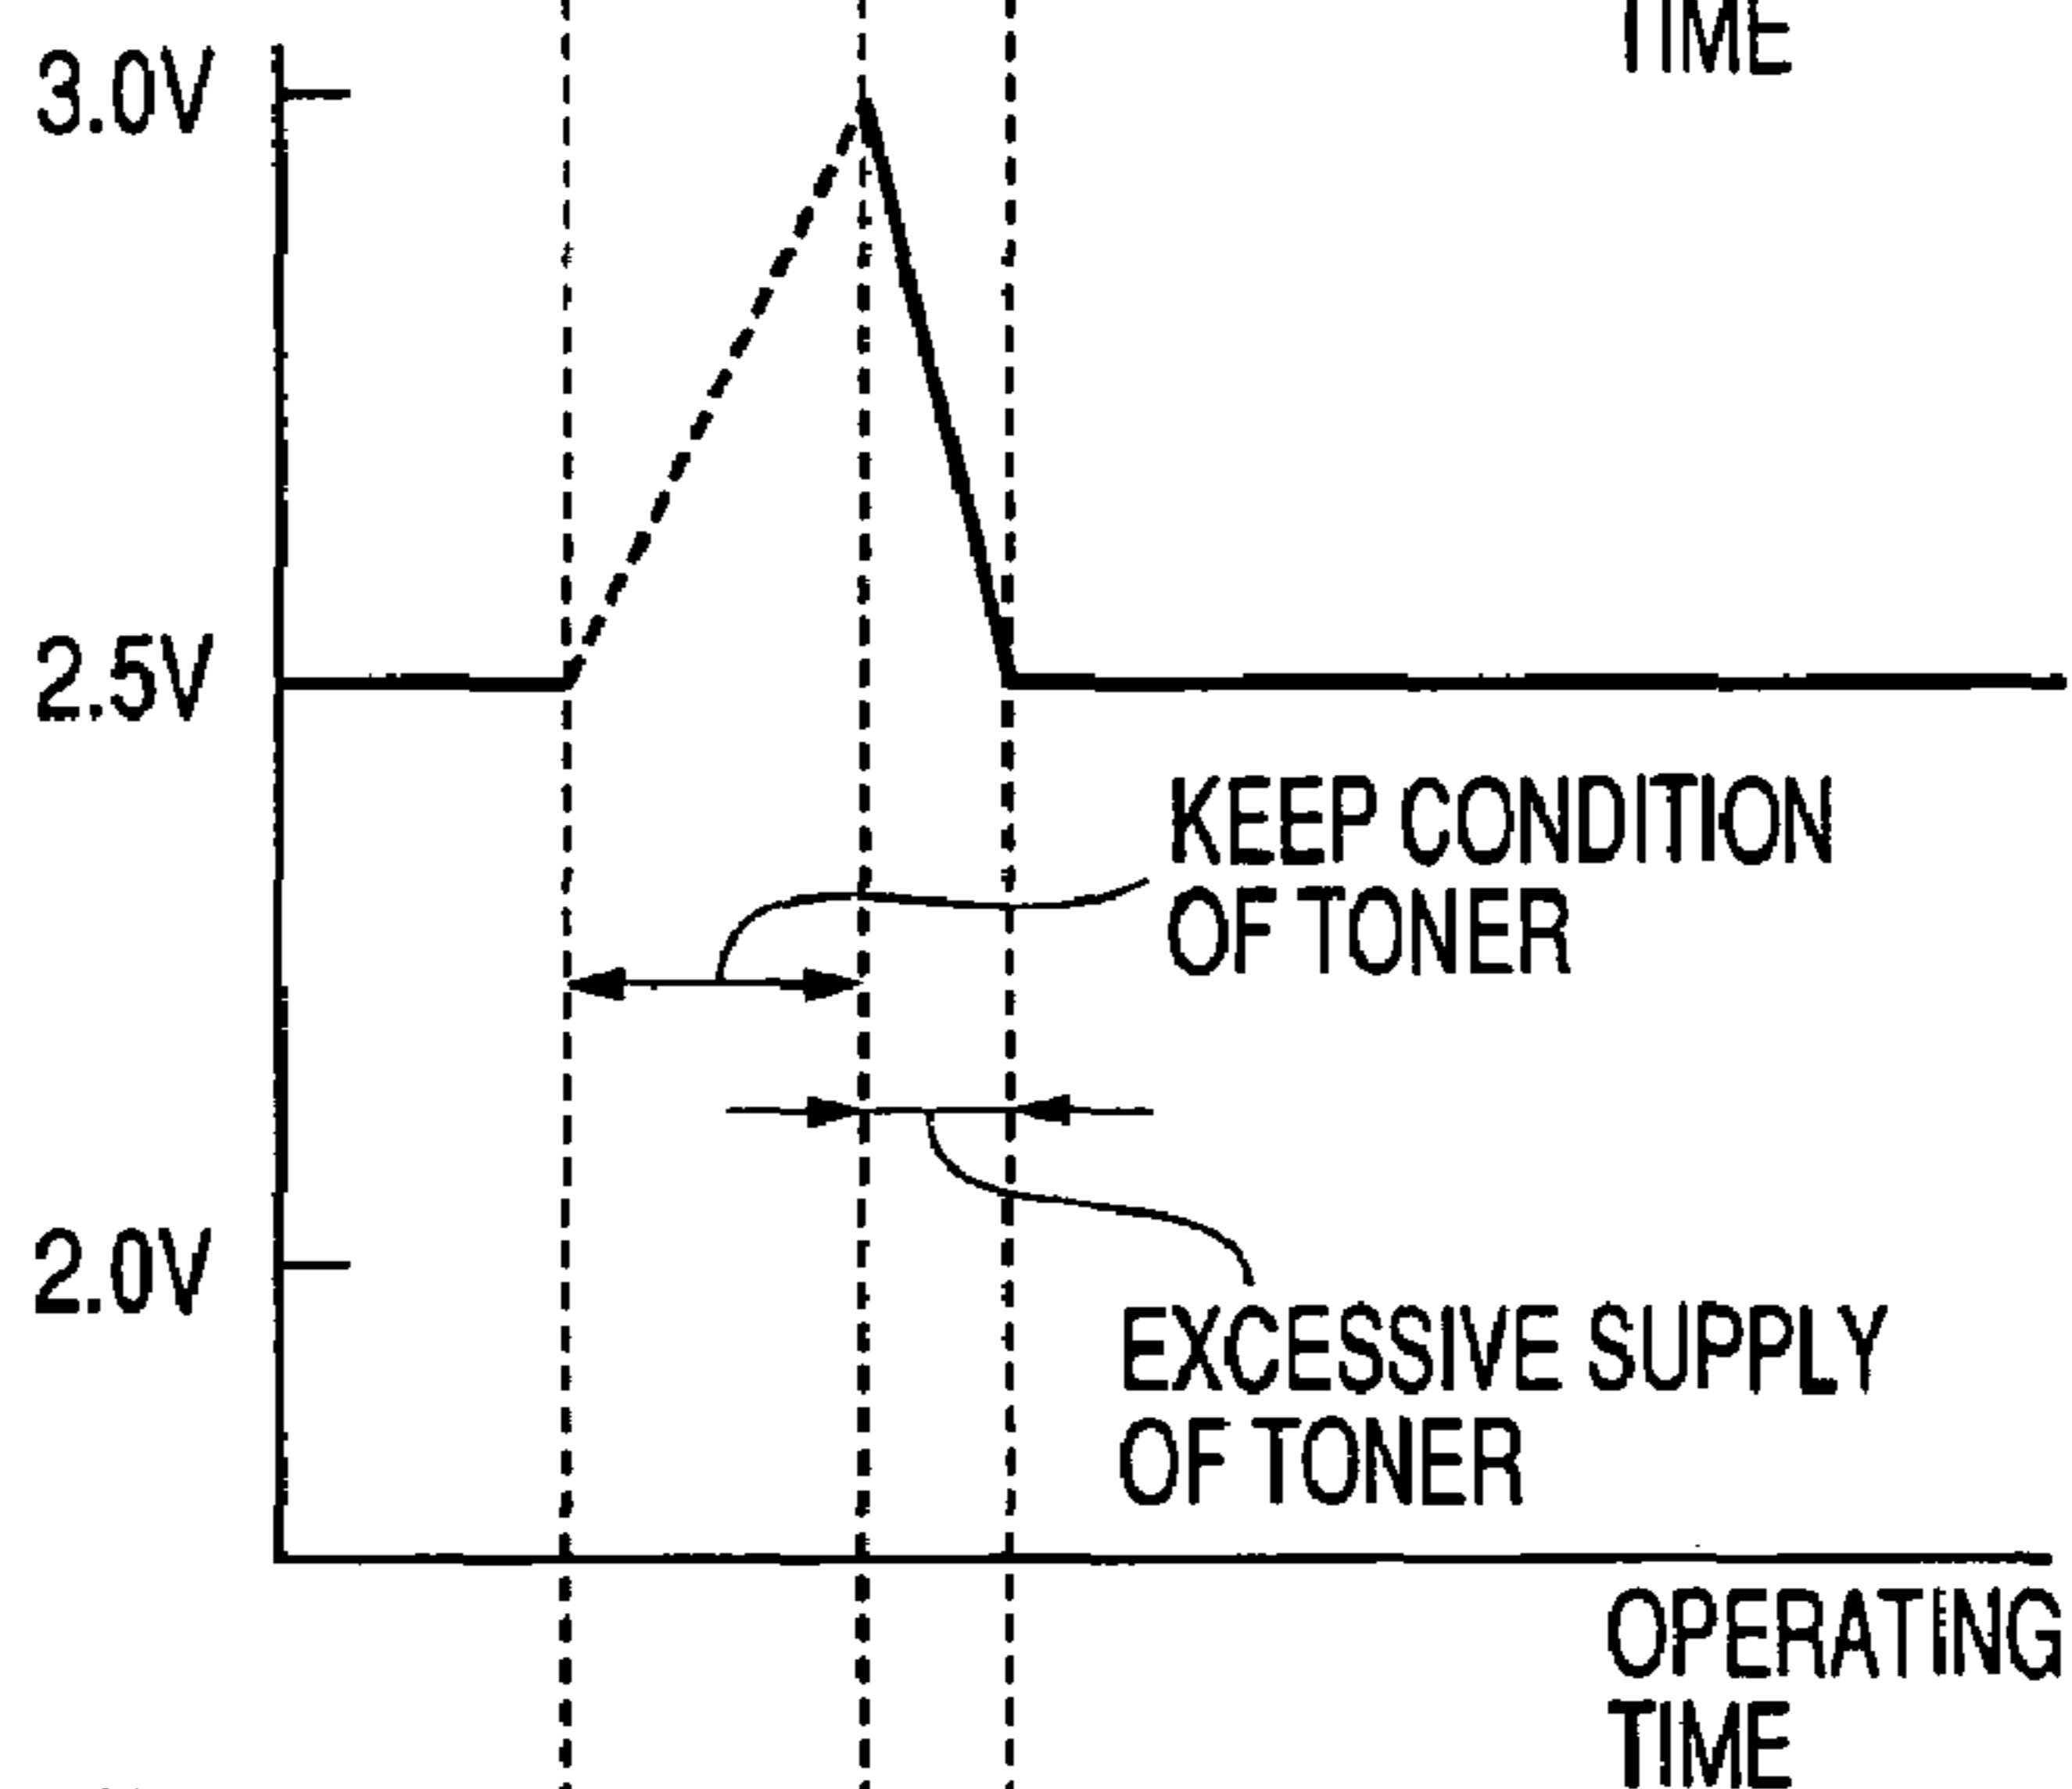 TIME
3.0V
2.5V
KEEP CONDITION
OF TONER
2.0V
EXCESSIVE SUPPLY
OF TONER
OPERATING
TIME